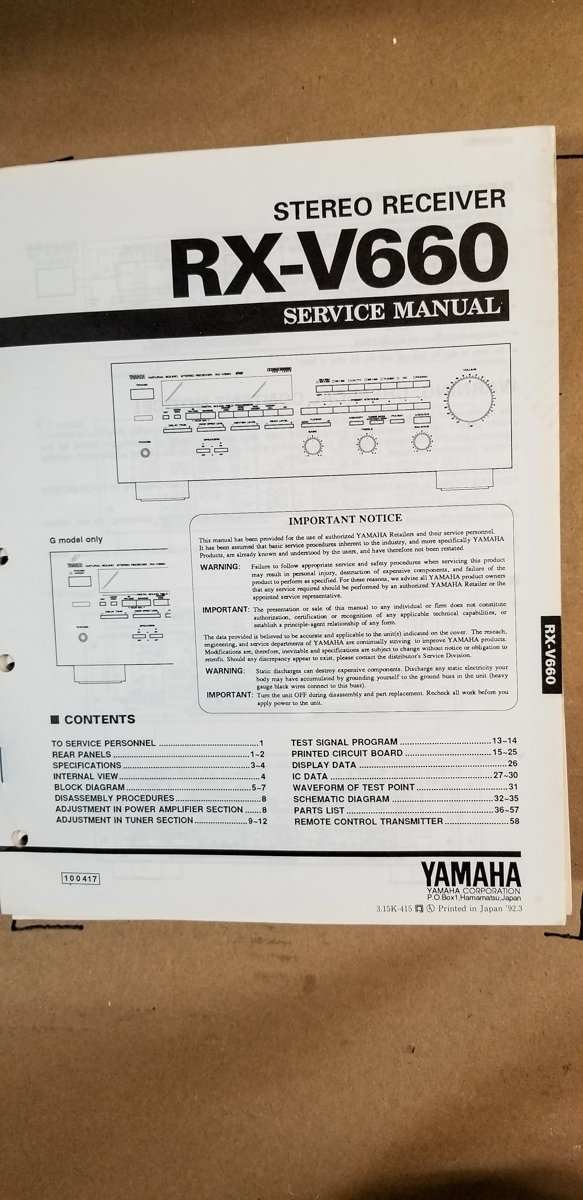 STEREO RECEIVER
RX-V660
SERVICE MANUAL
YAMAHA NATURAL SOUND STEREO RECEIVER RX-V660
POWER
VOLUME
PHONES
SPEAKERS
BASS
TREBLE
BALANCE
G model only
IMPORTANT NOTICE
This manual has been provided for the use of authorized YAMAHA Retailers and their service personnel.
It has been assumed that basic service procedures inherent to the industry, and more specifically YAMAHA
Products, are already known and understood by the users, and have therefore not been restated.
WARNING: Failure to follow appropriate service and safety procedures when servicing this product
may result in personal injury, destruction of expensive components, and failure of the
product to perform as specified. For these reasons, we advise all YAMAHA product owners
that any service required should be performed by an authorized YAMAHA Retailer or the
appointed service representative.
IMPORTANT: The presentation or sale of this manual to any individual or firm does not constitute
authorization, certification or recognition of any applicable technical capabilities, or
establish a principle-agent relationship of any form.
The data provided is believed to be accurate and applicable to the unit(s) indicated on the cover. The reseach,
engineering, and service departments of YAMAHA are continually striving to improve YAMAHA products.
Modifications are, therefore, inevitable and specifications are subject to change without notice or obligation to
retrofit. Should any discrepancy appear to exist, please contact the distributor's Service Division.
WARNING: Static discharges can destroy expensive components. Discharge any static electricity your
body may have accumulated by grounding yourself to the ground buss in the unit (heavy
gauge black wires connect to this buss).
IMPORTANT: Turn the unit OFF during disassembly and part replacement. Recheck all work before you
apply power to the unit.
RX-V660
■ CONTENTS
TO SERVICE PERSONNEL ........ 1
REAR PANELS ........ 1~2
SPECIFICATIONS ........ 3~4
INTERNAL VIEW ........ 4
BLOCK DIAGRAM ........ 5~7
DISASSEMBLY PROCEDURES ........ 8
ADJUSTMENT IN POWER AMPLIFIER SECTION ...... 8
ADJUSTMENT IN TUNER SECTION ........ 9~12
TEST SIGNAL PROGRAM ........ 13~14
PRINTED CIRCUIT BOARD ........ 15~25
DISPLAY DATA ........ 26
IC DATA ........ 27~30
WAVEFORM OF TEST POINT ........ 31
SCHEMATIC DIAGRAM ........ 32~35
PARTS LIST ........ 36~57
REMOTE CONTROL TRANSMITTER ........ 58
100417
YAMAHA
YAMAHA CORPORATION
P.O.Box1,Hamamatsu,Japan
3.15K-415 Printed in Japan '92.3